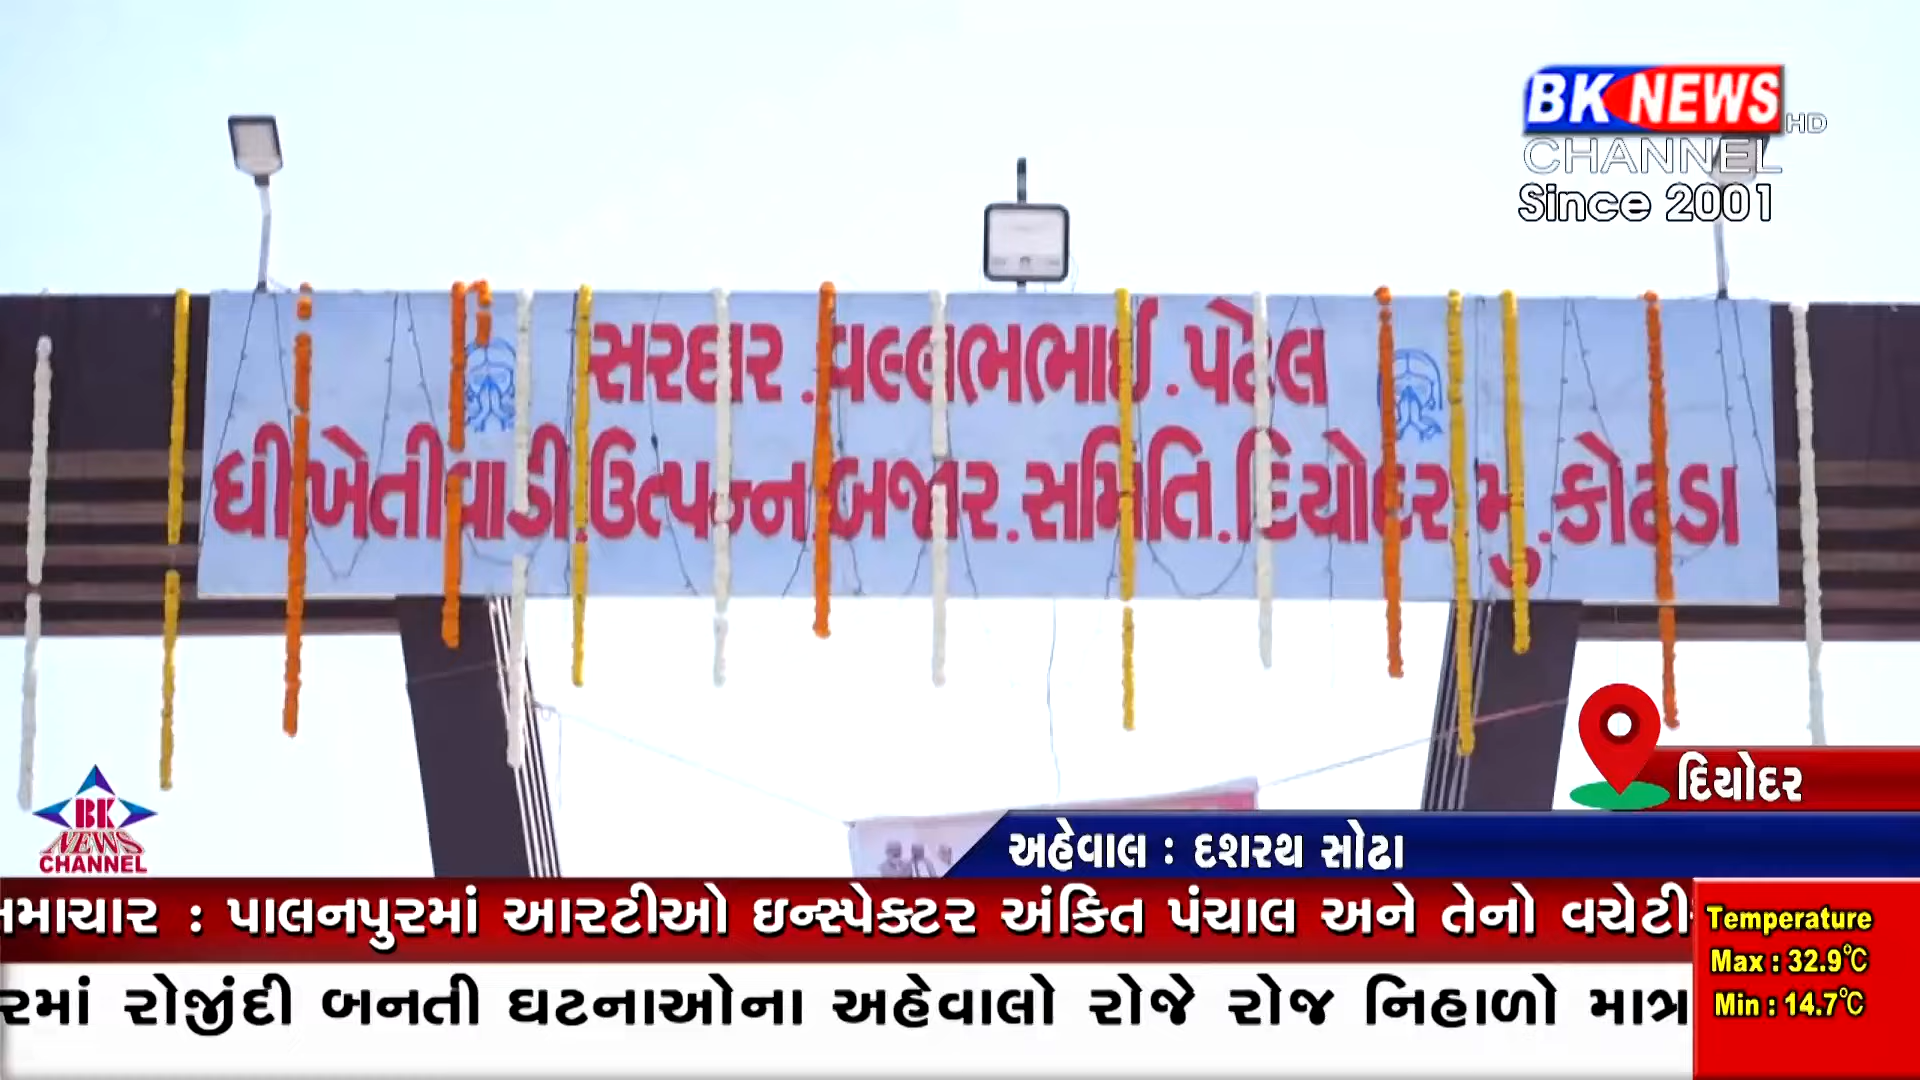 BK NEWS
HD
CHANNEL
Since 2001
સરદાર . વલ્લભભાઈ . પટેલ
ધી ખેતીવાડી . ઉત્પન્ન બજાર . સમિતિ . દિયોદર મુ . કોટડા
દિયોદર
અહેવાલ : દશરથ સોઢા
BK
NEWS
CHANNEL
માચાર : પાલનપુરમાં આરટીઓ ઇન્સ્પેક્ટર અંકિત પંચાલ અને તેનો વચેટી
રમાં રોજીંદી બનતી ઘટનાઓના અહેવાલો રોજે રોજ નિહાળો માત્ર
Temperature
Max : 32.9℃
Min : 14.7℃